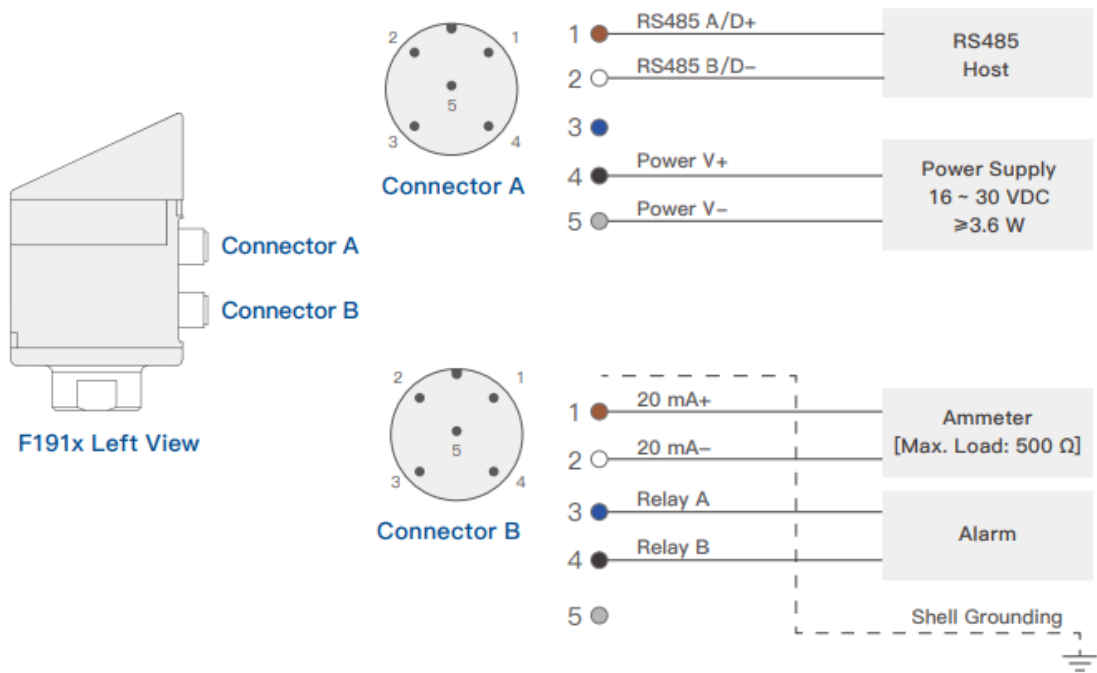 Connector A
Connector B
F191x Left View
2
1
5
3
4
Connector A
1
RS485 A/D+
2
RS485 B/D−
3
4
Power V+
5
Power V−
RS485
Host
Power Supply
16 ~ 30 VDC
≥3.6 W
2
1
5
3
4
Connector B
1
20 mA+
2
20 mA−
3
Relay A
4
Relay B
5
Ammeter
[Max. Load: 500 Ω]
Alarm
Shell Grounding